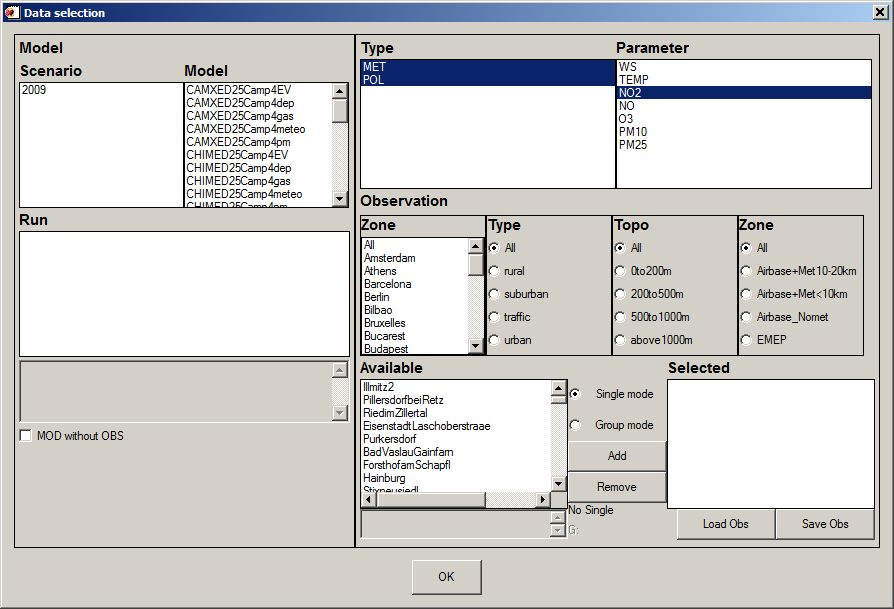 Data selection
Model
Scenario
Model
2009
CAMXED25Camp4EV
CAMXED25Camp4dep
CAMXED25Camp4gas
CAMXED25Camp4meteo
CAMXED25Camp4pm
CHIMED25Camp4EV
CHIMED25Camp4dep
CHIMED25Camp4gas
CHIMED25Camp4meteo
CHIMED25Camp4pm
Run
MOD without OBS
Type
MET
POL
Parameter
WS
TEMP
NO2
NO
O3
PM10
PM25
Observation
Zone
All
Amsterdam
Athens
Barcelona
Berlin
Bilbao
Bruxelles
Bucarest
Budapest
Type
All
rural
suburban
traffic
urban
Topo
All
0to200m
200to500m
500to1000m
above1000m
Zone
All
Airbase+Met10-20km
Airbase+Met<10km
Airbase_Nomet
EMEP
Available
Illmitz2
PillersdorfbeiRetz
RiedimZillertal
EisenstadtLaschoberstraae
Purkersdorf
BadVaslauGainfarn
ForsthofamSchapfl
Hainburg
Stixneusiedl
Single mode
Group mode
Add
Remove
No Single
G:
Selected
Load Obs
Save Obs
OK